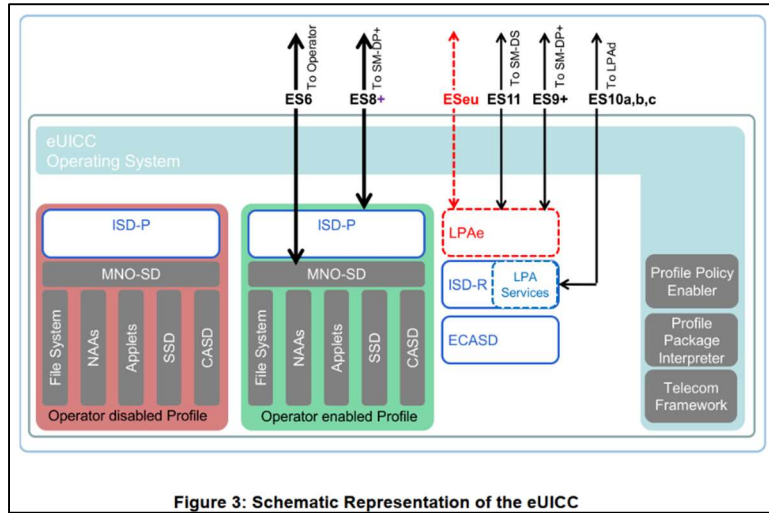 To Operator
To SM-DP+
To SM-DS
To SM-DP+
To LPAd
ES6
ES8+
ESeu
ES11
ES9+
ES10a,b,c
eUICC
Operating System
ISD-P
MNO-SD
File System
NAAs
Applets
SSD
CASD
Operator disabled Profile
ISD-P
MNO-SD
File System
NAAs
Applets
SSD
CASD
Operator enabled Profile
LPAe
ISD-R
LPA
Services
ECASD
Profile Policy
Enabler
Profile
Package
Interpreter
Telecom
Framework
Figure 3: Schematic Representation of the eUICC